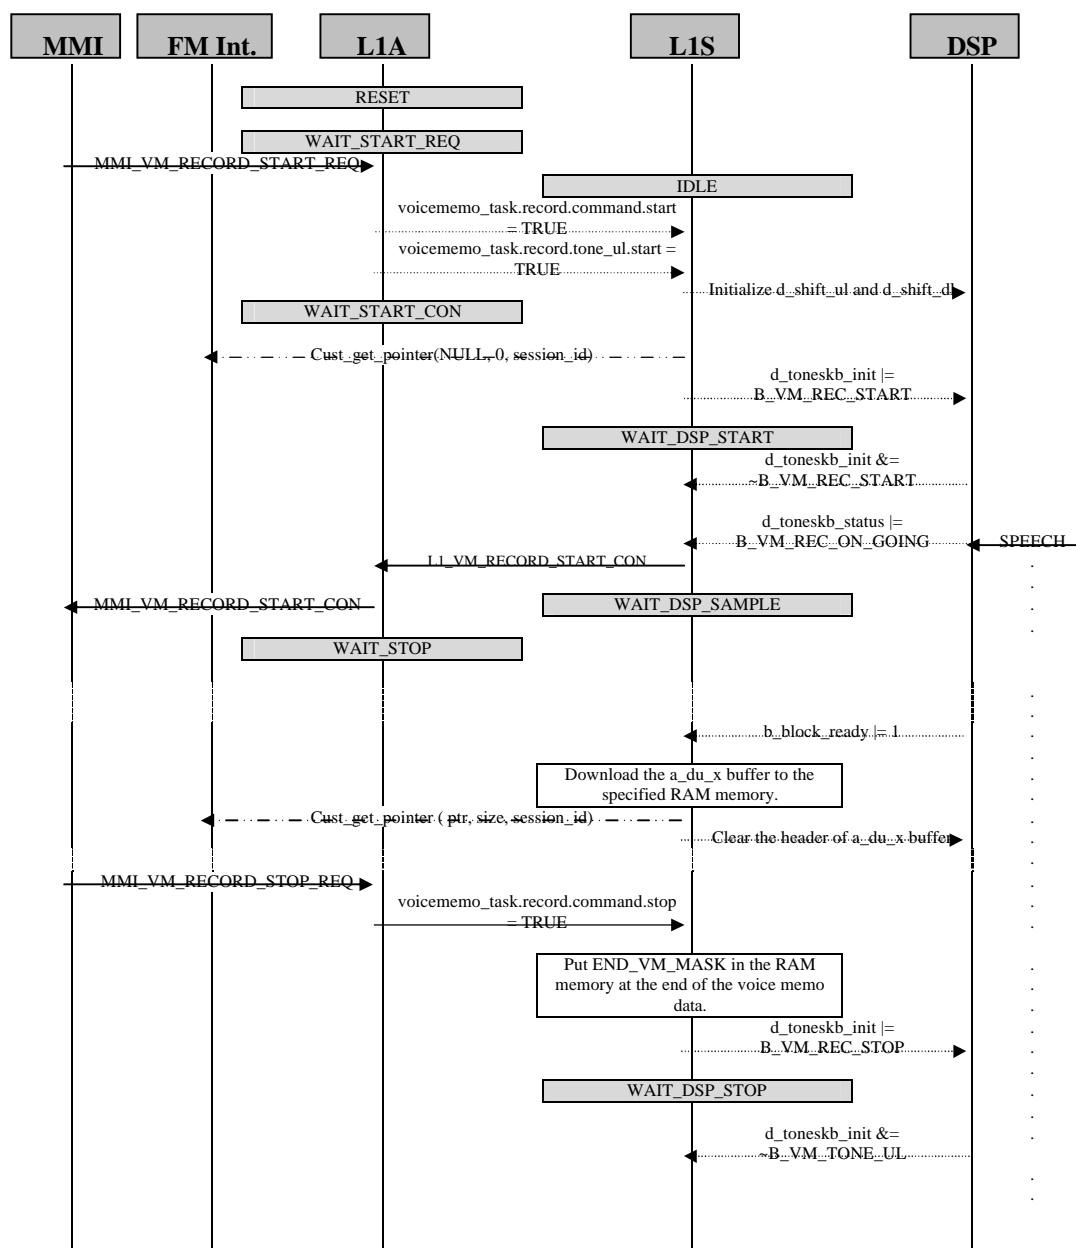 MMI FM Int. L1A L1S DSP
RESET
WAIT_START_REQ
MMI_VM_RECORD_START_REQ
IDLE
voicememo_task.record.command.start
= TRUE
voicememo_task.record.tone_ul.start =
TRUE
Initialize d_shift_ul and d_shift_dl
WAIT_START_CON
Cust_get_pointer(NULL, 0, session_id)
d_toneskb_init |=
B_VM_REC_START
WAIT_DSP_START
d_toneskb_init &=
~B_VM_REC_START
d_toneskb_status |=
B_VM_REC_ON_GOING
SPEECH
L1_VM_RECORD_START_CON
MMI_VM_RECORD_START_CON
WAIT_DSP_SAMPLE
WAIT_STOP
b_block_ready |= 1
Download the a_du_x buffer to the
specified RAM memory.
Cust_get_pointer ( ptr, size, session_id)
Clear the header of a_du_x buffer
MMI_VM_RECORD_STOP_REQ
voicememo_task.record.command.stop
= TRUE
Put END_VM_MASK in the RAM
memory at the end of the voice memo
data.
d_toneskb_init |=
B_VM_REC_STOP
WAIT_DSP_STOP
d_toneskb_init &=
~B_VM_TONE_UL